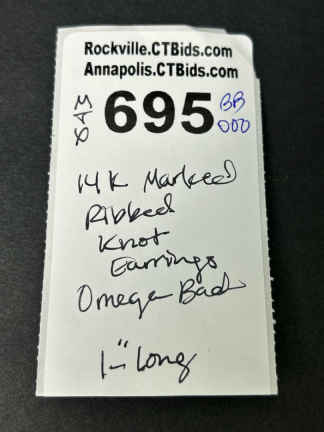 Rockville.CTBids.com
Annapolis.CTBids.com
695
BB
000
14K Marked
Ribbed
Knot
Earrings
Omega Back
1" Long